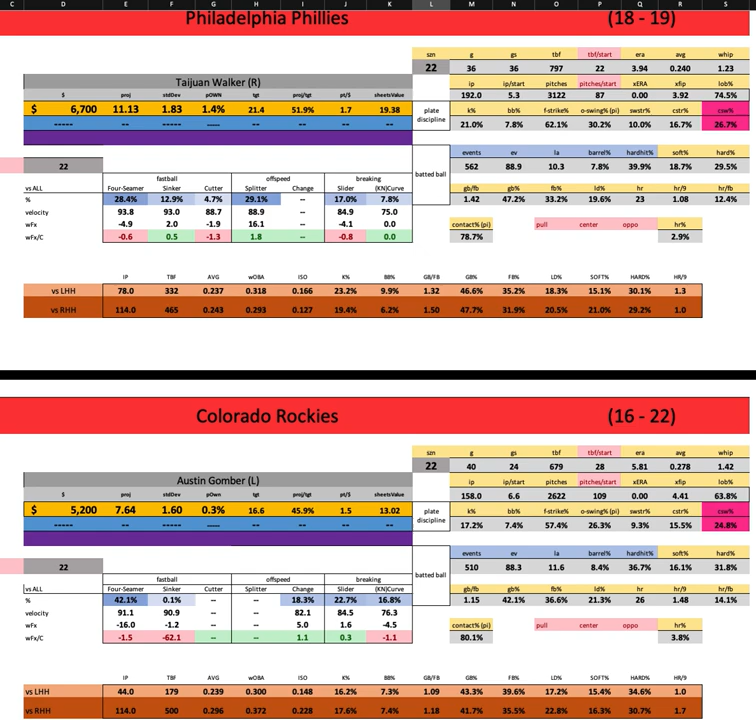 C D E F G H I J K L M N O P Q R S
Philadelphia Phillies (18 - 19)
szn g gs tbf tbf/start era avg whip
22 36 36 797 22 3.94 0.240 1.23
Taijuan Walker (R) ip ip/start pitches pitches/start xERA xfip lob%
$ proj stdDev pOWN tgt proj/tgt pt/$ sheetsValue 192.0 5.3 3122 87 0.00 3.92 74.5%
$ 6,700 11.13 1.83 1.4% 21.4 51.9% 1.7 19.38 plate discipline k% bb% f-strike% o-swing% (pi) swstr% cstr% csw%
----- -- -- ___ -- -- -- -- 21.0% 7.8% 62.1% 30.2% 10.0% 16.7% 26.7%
events ev la barrel% hardhit% soft% hard%
22 batted ball 562 88.9 10.3 7.8% 39.9% 18.7% 29.5%
fastball offspeed breaking
vs ALL Four-Seamer Sinker Cutter Splitter Change Slider (KN)Curve gb/fb gb% fb% ld% hr hr/9 hr/fb
% 28.4% 12.9% 4.7% 29.1% -- 17.0% 7.8% 1.42 47.2% 33.2% 19.6% 23 1.08 12.4%
velocity 93.8 93.0 88.7 88.9 -- 84.9 75.0
wFx -4.9 2.0 -1.9 16.1 -4.1 0.0 contact% (pi) pull center oppo hr%
wFx/C -0.6 0.5 -1.3 1.8 -- -0.8 0.0 78.7% 2.9%
IP TBF AVG wOBA ISO K% BB% GB/FB GB% FB% LD% SOFT% HARD% HR/9
vs LHH 78.0 332 0.237 0.318 0.166 23.2% 9.9% 1.32 46.6% 35.2% 18.3% 15.1% 30.1% 1.3
vs RHH 114.0 465 0.243 0.293 0.127 19.4% 6.2% 1.50 47.7% 31.9% 20.5% 21.0% 29.2% 1.0
Colorado Rockies (16 - 22)
szn g gs tbf tbf/start era avg whip
22 40 24 679 28 5.81 0.278 1.42
Austin Gomber (L) ip ip/start pitches pitches/start xERA xfip lob%
$ proj stdDev pOwn tgt proj/tgt pt/$ sheetsValue 158.0 6.6 2622 109 0.00 4.41 63.8%
$ 5,200 7.64 1.60 0.3% 16.6 45.9% 1.5 13.02 plate discipline k% bb% f-strike% o-swing% (pi) swstr% cstr% csw%
----- -- -- ___ -- -- -- -- 17.2% 7.4% 57.4% 26.3% 9.3% 15.5% 24.8%
events ev la barrel% hardhit% soft% hard%
22 batted ball 510 88.3 11.6 8.4% 36.7% 16.1% 31.8%
fastball offspeed breaking
vs ALL Four-Seamer Sinker Cutter Splitter Change Slider (KN)Curve gb/fb gb% fb% ld% hr hr/9 hr/fb
% 42.1% 0.1% -- -- 18.3% 22.7% 16.8% 1.15 42.1% 36.6% 21.3% 26 1.48 14.1%
velocity 91.1 90.9 -- -- 82.1 84.5 76.3
wFx -16.0 -1.2 -- -- 5.0 1.6 -4.5 contact% (pi) pull center oppo hr%
wFx/C -1.5 -62.1 -- -- 1.1 0.3 -1.1 80.1% 3.8%
IP TBF AVG wOBA ISO K% BB% GB/FB GB% FB% LD% SOFT% HARD% HR/9
vs LHH 44.0 179 0.239 0.300 0.148 16.2% 7.3% 1.09 43.3% 39.6% 17.2% 15.4% 34.6% 1.0
vs RHH 114.0 500 0.296 0.372 0.228 17.6% 7.4% 1.18 41.7% 35.5% 22.8% 16.3% 30.7% 1.7